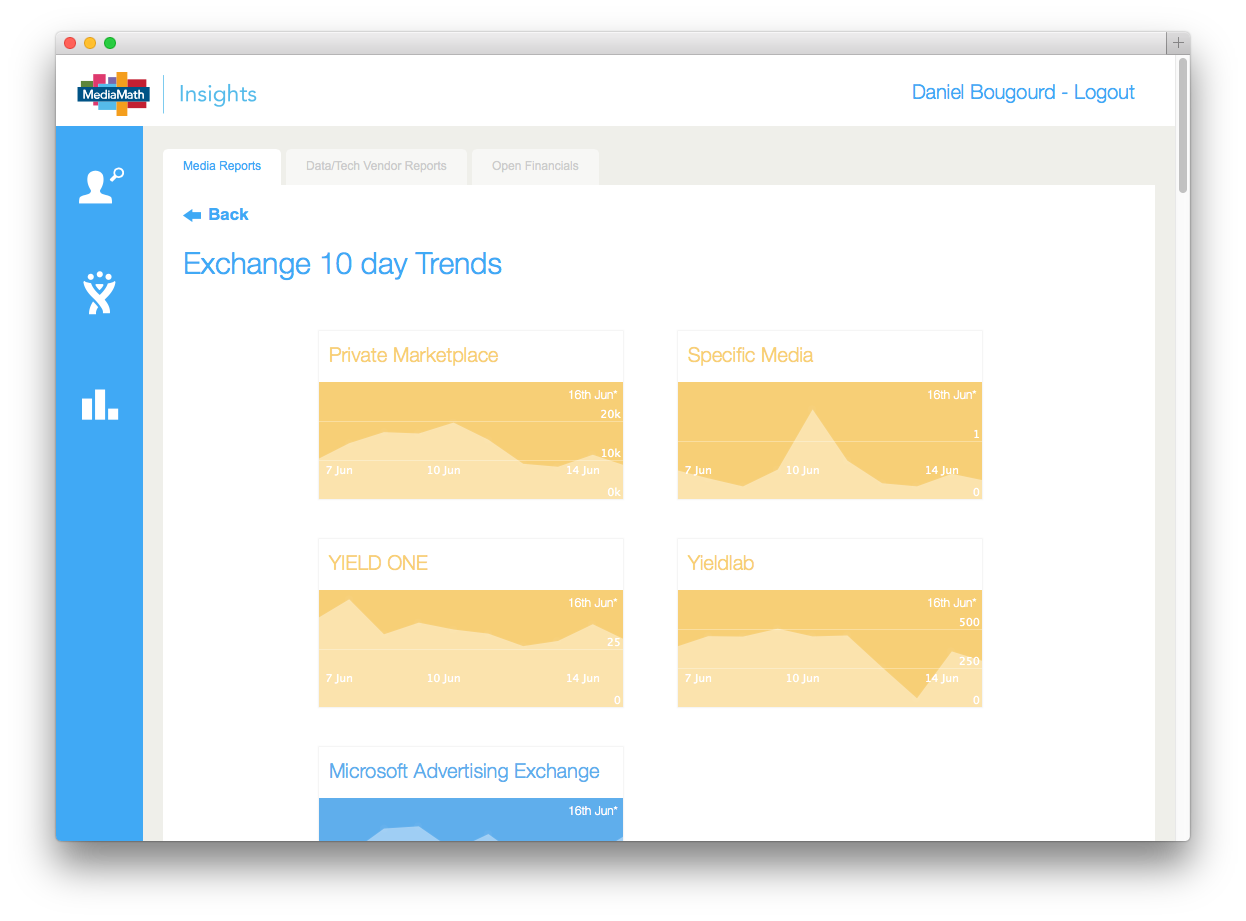 MediaMath
Insights
Daniel Bougourd - Logout
Media Reports
Data/Tech Vendor Reports
Open Financials
Back
Exchange 10 day Trends
Private Marketplace
16th Jun*
20k
10k
7 Jun
10 Jun
14 Jun
0k
Specific Media
16th Jun*
1
7 Jun
10 Jun
14 Jun
0
YIELD ONE
16th Jun*
25
7 Jun
10 Jun
14 Jun
0
Yieldlab
16th Jun*
500
250
7 Jun
10 Jun
14 Jun
0
Microsoft Advertising Exchange
16th Jun*